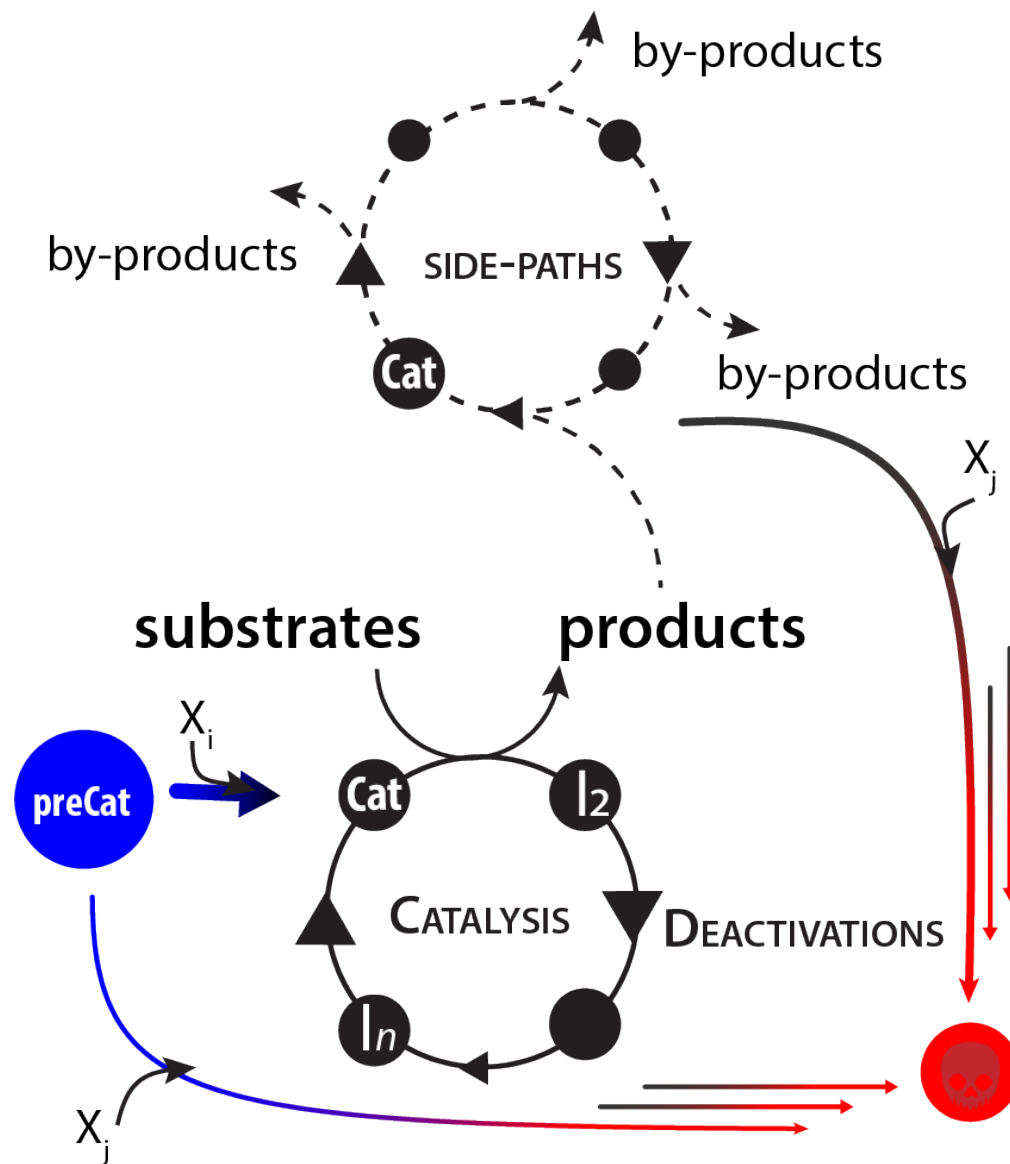 by-products
by-products
SIDE-PATHS
Cat
by-products
Xj
substrates
products
Xi
preCat
Cat
I2
CATALYSIS
DEACTIVATIONS
In
Xj